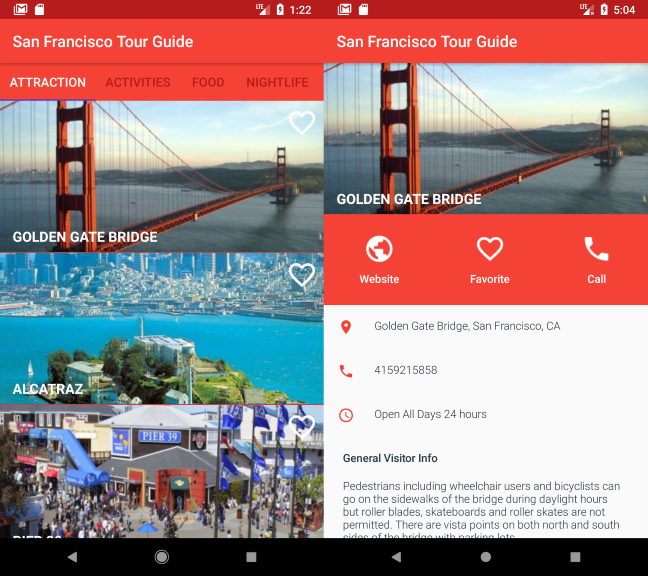 LTE 1:22
San Francisco Tour Guide
ATTRACTION ACTIVITIES FOOD NIGHTLIFE
GOLDEN GATE BRIDGE
ALCATRAZ
PIER 39
PIER 39
LTE 5:04
San Francisco Tour Guide
GOLDEN GATE BRIDGE
Website Favorite Call
Golden Gate Bridge, San Francisco, CA
4159215858
Open All Days 24 hours
General Visitor Info
Pedestrians including wheelchair users and bicyclists can
go on the sidewalks of the bridge during daylight hours
but roller blades, skateboards and roller skates are not
permitted. There are vista points on both north and south
sides of the bridge with parking lots.